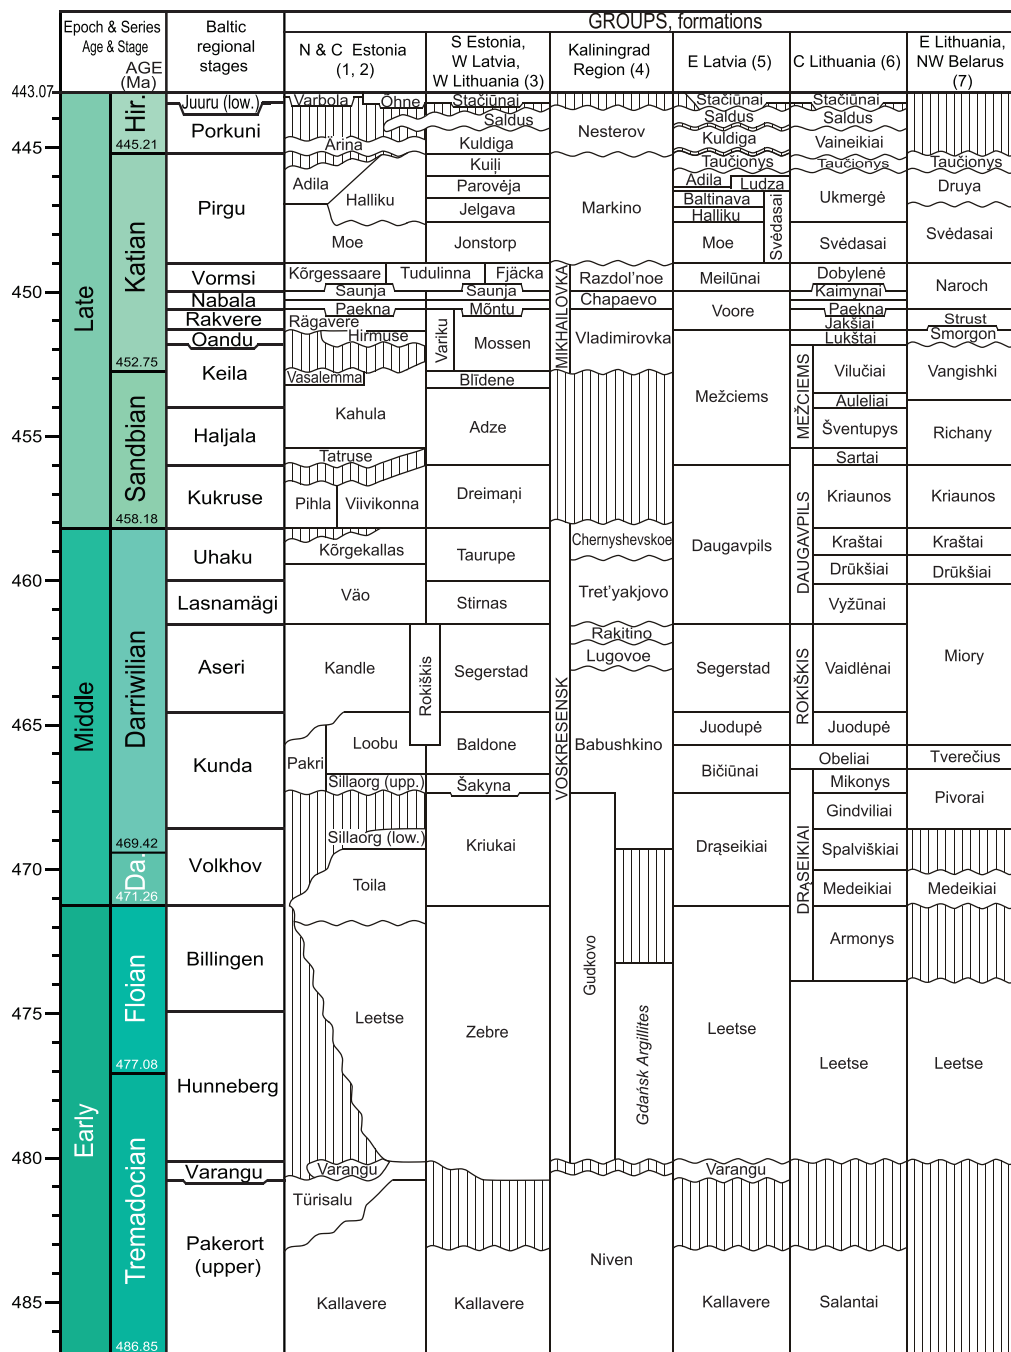 GROUPS, formations
Epoch & Series
Age & Stage
AGE
(Ma)
Baltic
regional
stages
N & C Estonia
(1, 2)
S Estonia,
W Latvia,
W Lithuania (3)
Kaliningrad
Region (4)
E Latvia (5)
C Lithuania (6)
E Lithuania,
NW Belarus
(7)
443.07
445
450
455
460
465
470
475
480
485
Late
Middle
Early
Hir.
445.21
Katian
452.75
Sandbian
458.18
Darriwilian
469.42
Da.
471.26
Floian
477.08
Tremadocian
486.85
Juuru (low.)
Porkuni
Pirgu
Vormsi
Nabala
Rakvere
Oandu
Keila
Haljala
Kukruse
Uhaku
Lasnamägi
Aseri
Kunda
Volkhov
Billingen
Hunneberg
Varangu
Pakerort
(upper)
Varbola
Õhne
Ärina
Adila
Halliku
Moe
Kõrgessaare
Tudulinna
Fjäcka
Saunja
Paekna
Rägavere
Hirmuse
Vasalemma
Kahula
Tatruse
Pihla
Viivikonna
Kõrgekallas
Väo
Kandle
Rokiškis
Loobu
Pakri
Sillaorg (upp.)
Sillaorg (low.)
Toila
Leetse
Varangu
Türisalu
Kallavere
Stačiūnai
Saldus
Kuldiga
Kuiļi
Parovėja
Jelgava
Jonstorp
Saunja
Mõntu
Variku
Mossen
Blīdene
Adze
Dreimaņi
Taurupe
Stirnas
Segerstad
Baldone
Šakyna
Kriukai
Zebre
Kallavere
Nesterov
Markino
MIKHAILOVKA
Razdol'noe
Chapaevo
Vladimirovka
VOSKRESENSK
Chernyshevskoe
Tret'yakjovo
Rakitino
Lugovoe
Babushkino
Gudkovo
Gdańsk Argillites
Niven
Stačiūnai
Saldus
Kuldiga
Taučionys
Adila
Ludza
Baltinava
Halliku
Moe
Svėdasai
Meilūnai
Voore
Mežciems
Daugavpils
Segerstad
Juodupė
Bičiūnai
Drąseikiai
Leetse
Varangu
Kallavere
Stačiūnai
Saldus
Vaineikiai
Taučionys
Ukmergė
Svėdasai
Dobylenė
Kaimynai
Paekna
Jakšiai
Lukštai
MEŽCIEMS
Vilučiai
Auleliai
Šventupys
Sartai
DAUGAVPILS
Kriaunos
Kraštai
Drūkšiai
Vyžūnai
ROKIŠKIS
Vaidlėnai
Juodupė
Obeliai
DRĄSEIKIAI
Mikonys
Gindviliai
Spalviškiai
Medeikiai
Armonys
Leetse
Salantai
Taučionys
Druya
Svėdasai
Naroch
Strust
Smorgon
Vangishki
Richany
Kriaunos
Kraštai
Drūkšiai
Miory
Tverečius
Pivorai
Medeikiai
Leetse